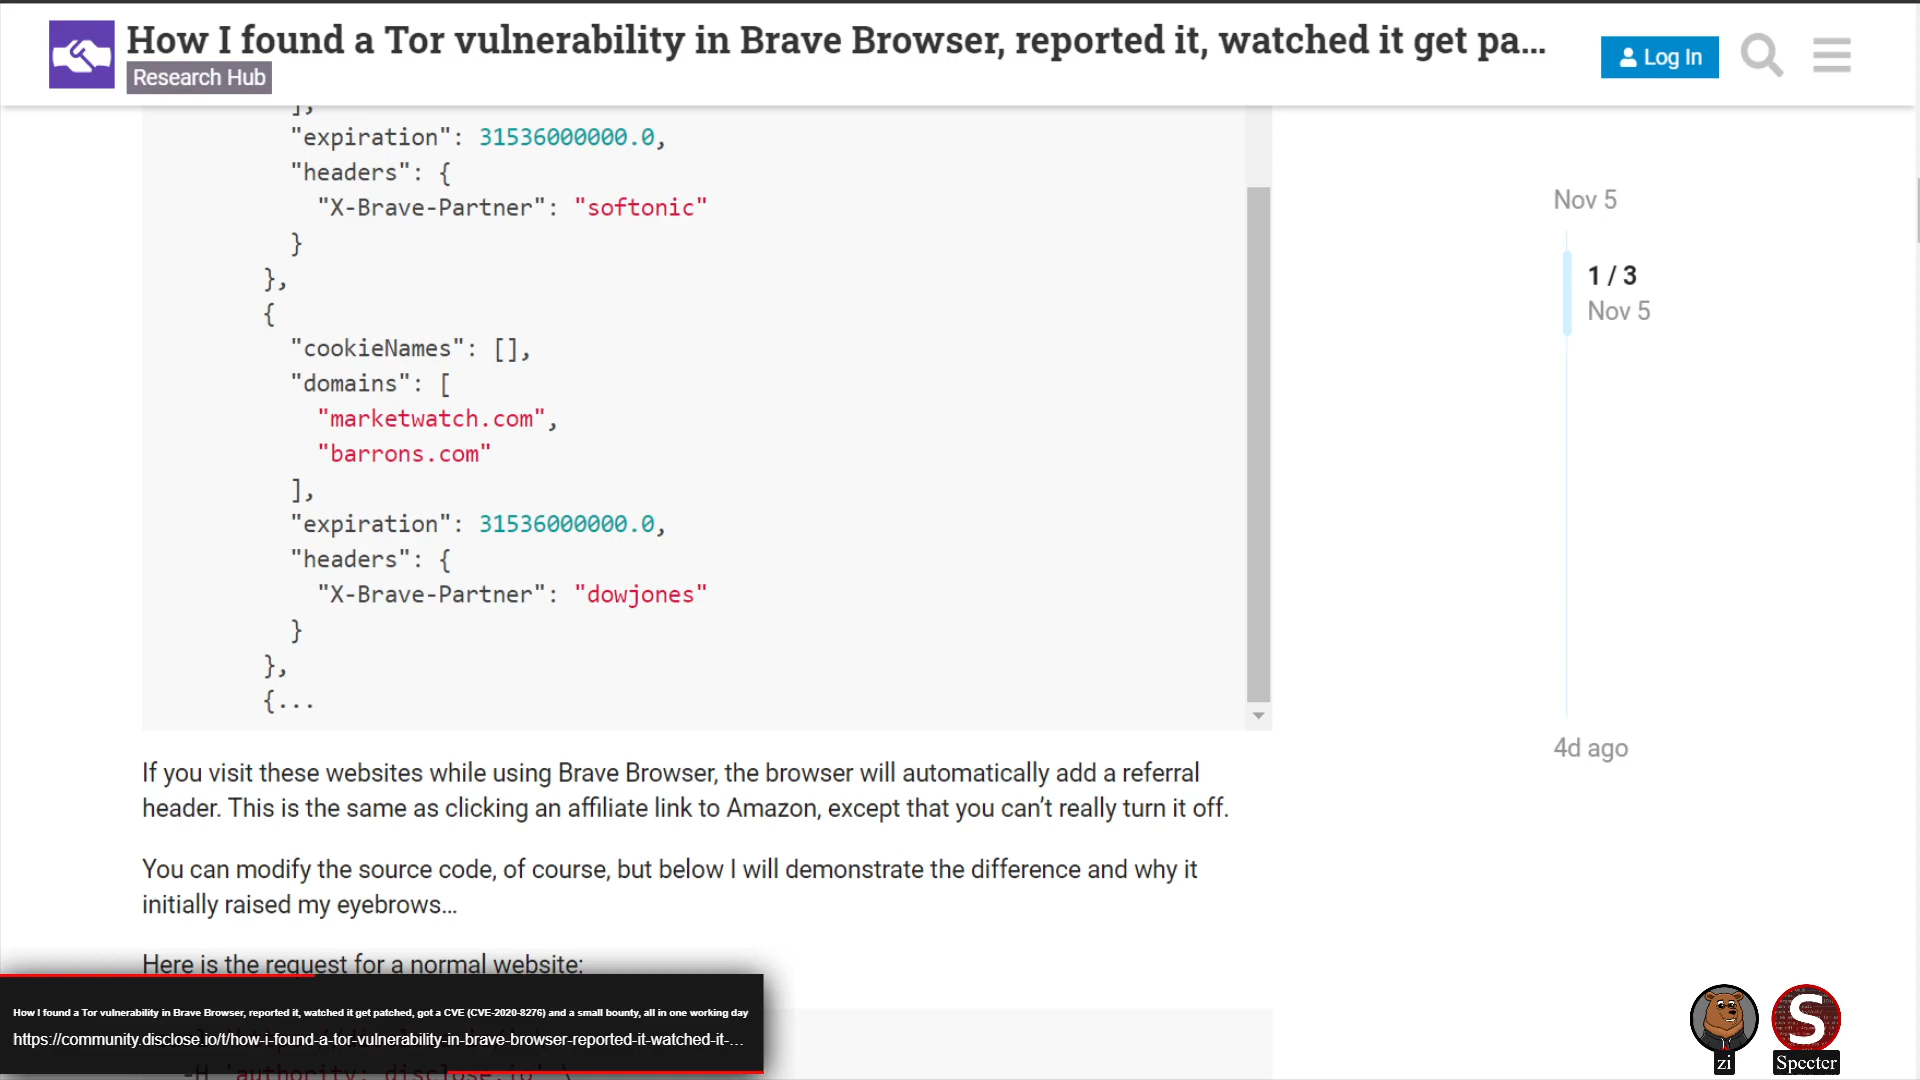 How I found a Tor vulnerability in Brave Browser, reported it, watched it get pa...
Research Hub
Log In
],
"expiration": 31536000000.0,
"headers": {
"X-Brave-Partner": "softonic"
}
},
{
"cookieNames": [],
"domains": [
"marketwatch.com",
"barrons.com"
],
"expiration": 31536000000.0,
"headers": {
"X-Brave-Partner": "dowjones"
}
},
{...
Nov 5
1 / 3
Nov 5
4d ago
If you visit these websites while using Brave Browser, the browser will automatically add a referral
header. This is the same as clicking an affiliate link to Amazon, except that you can’t really turn it off.
You can modify the source code, of course, but below I will demonstrate the difference and why it
initially raised my eyebrows…
Here is the request for a normal website:
How I found a Tor vulnerability in Brave Browser, reported it, watched it get patched, got a CVE (CVE-2020-8276) and a small bounty, all in one working day
https://community.disclose.io/t/how-i-found-a-tor-vulnerability-in-brave-browser-reported-it-watched-it-...
-H 'authority: disclose.io' \
zi
S
Specter